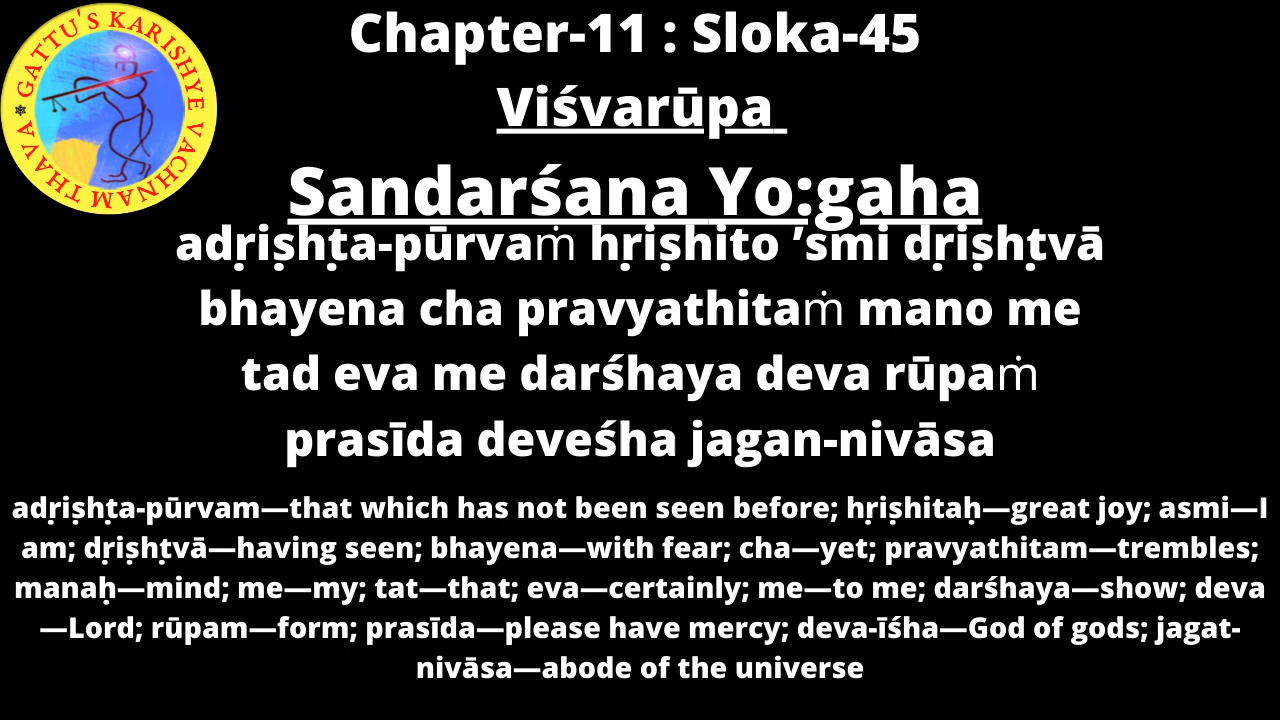 GATTU'S KARISHYE VACHNAM THAVA
Chapter-11 : Sloka-45
Viśvarūpa
Sandarśana Yo:gaha
adṛiṣhṭa-pūrvaṁ hṛiṣhito ’smi dṛiṣhṭvā
bhayena cha pravyathitaṁ mano me
tad eva me darśhaya deva rūpaṁ
prasīda deveśha jagan-nivāsa
adṛiṣhṭa-pūrvam—that which has not been seen before; hṛiṣhitaḥ—great joy; asmi—I
am; dṛiṣhṭvā—having seen; bhayena—with fear; cha—yet; pravyathitam—trembles;
manaḥ—mind; me—my; tat—that; eva—certainly; me—to me; darśhaya—show; deva
—Lord; rūpam—form; prasīda—please have mercy; deva-īśha—God of gods; jagat-
nivāsa—abode of the universe